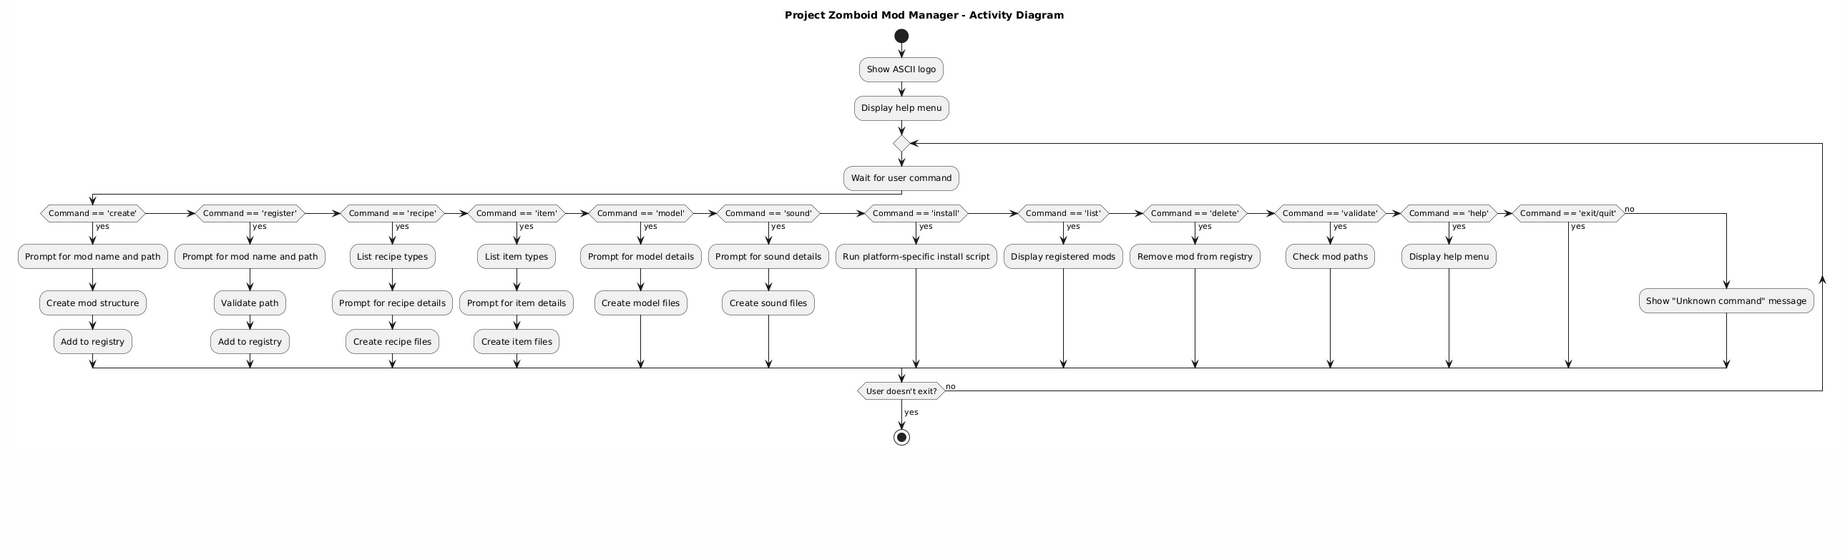 Project Zomboid Mod Manager - Activity Diagram
Show ASCII logo
Display help menu
Wait for user command
Command == 'create'
Command == 'register'
Command == 'recipe'
Command == 'item'
Command == 'model'
Command == 'sound'
Command == 'install'
Command == 'list'
Command == 'delete'
Command == 'validate'
Command == 'help'
Command == 'exit/quit'
no
yes
yes
yes
yes
yes
yes
yes
yes
yes
yes
yes
yes
Prompt for mod name and path
Prompt for mod name and path
List recipe types
List item types
Prompt for model details
Prompt for sound details
Run platform-specific install script
Display registered mods
Remove mod from registry
Check mod paths
Display help menu
Create mod structure
Validate path
Prompt for recipe details
Prompt for item details
Create model files
Create sound files
Show "Unknown command" message
Add to registry
Add to registry
Create recipe files
Create item files
User doesn't exit?
no
yes